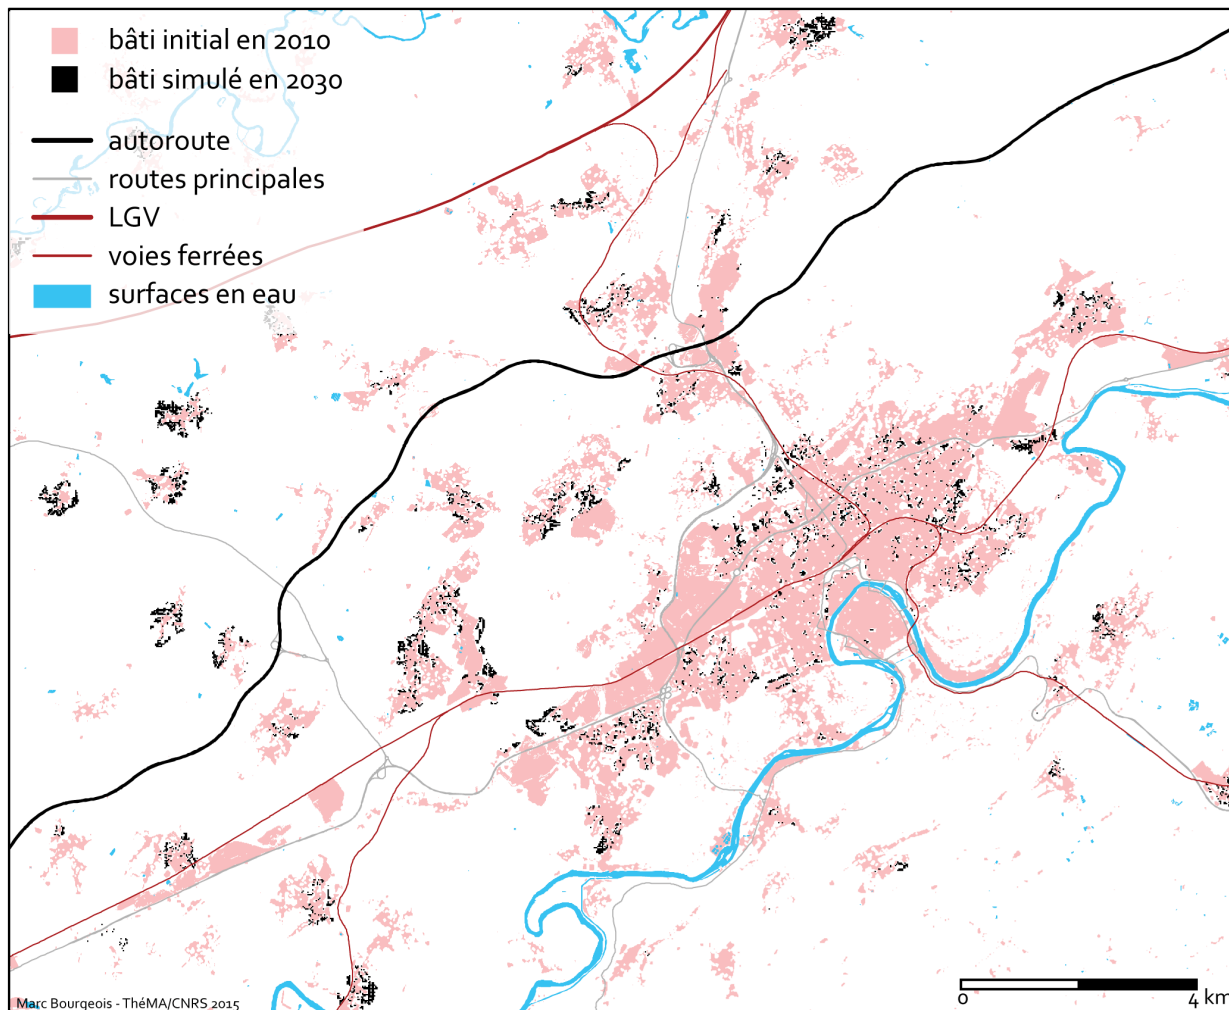 bâti initial en 2010
bâti simulé en 2030
autoroute
routes principales
LGV
voies ferrées
surfaces en eau
Marc Bourgeois - ThéMA/CNRS 2015
0 4 km